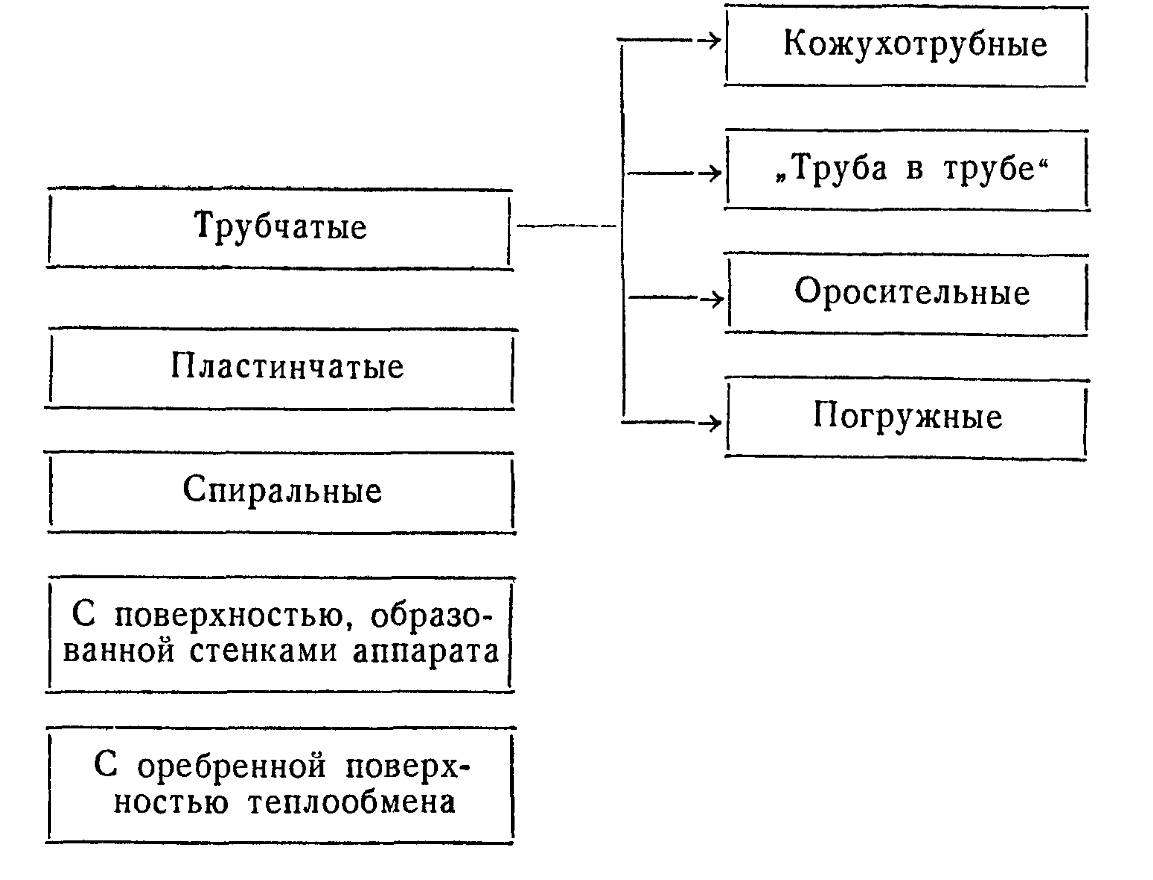 Трубчатые
Пластинчатые
Спиральные
С поверхностью, образо-
ванной стенками аппарата
С оребренной поверх-
ностью теплообмена
Кожухотрубные
„Труба в трубе“
Оросительные
Погружные